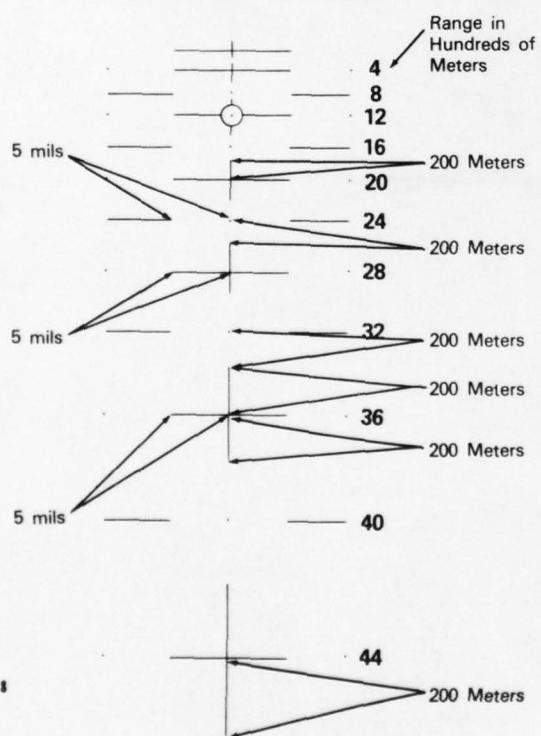 Range in
Hundreds of
Meters
4
8
12
5 mils
16
200 Meters
20
24
200 Meters
28
5 mils
32
200 Meters
200 Meters
36
200 Meters
5 mils
40
44
200 Meters